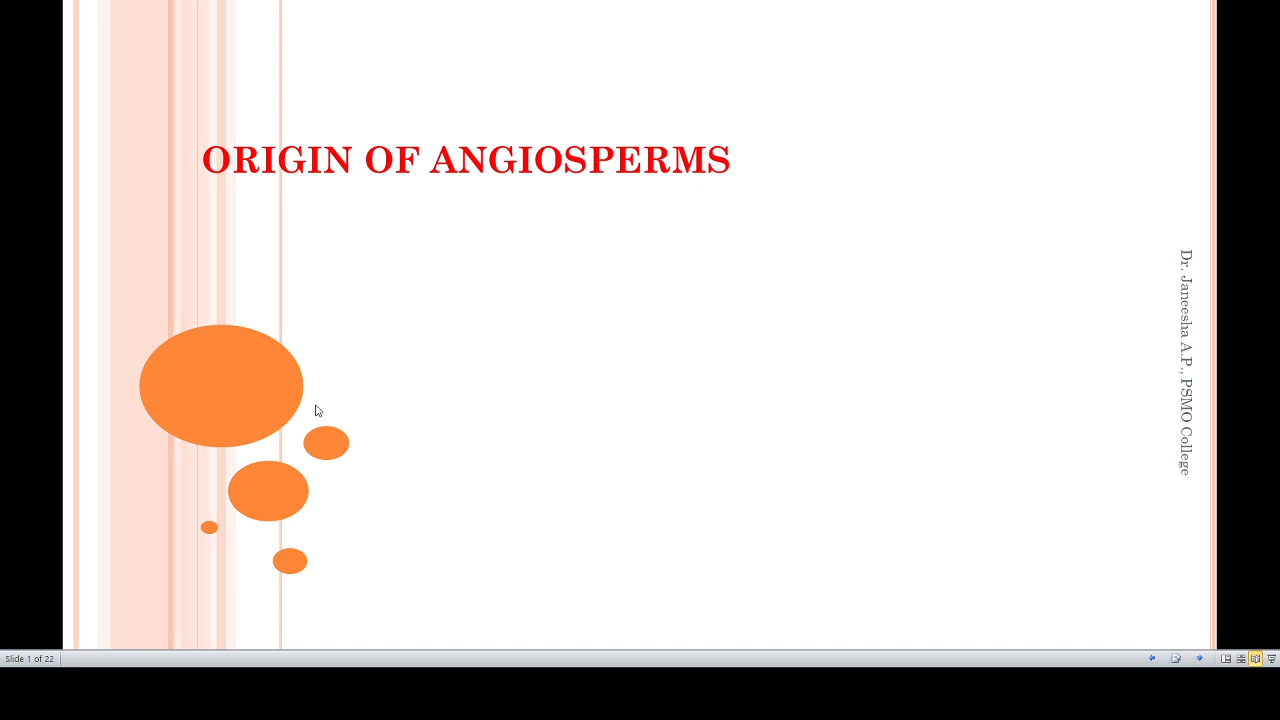 ORIGIN OF ANGIOSPERMS
Dr. Janeesha A.P., PSMO College
Slide 1 of 22